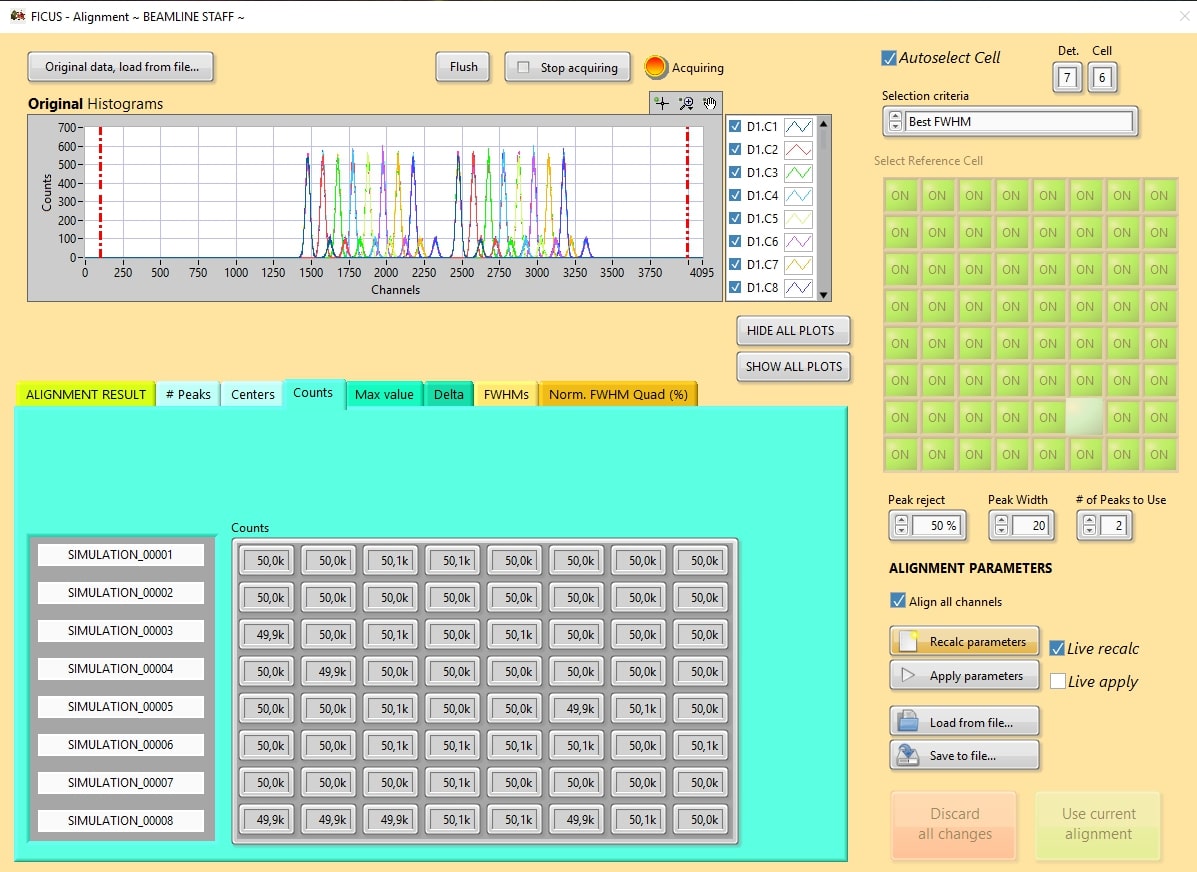 FICUS - Alignment ~ BEAMLINE STAFF ~
Original data, load from file...
Flush
Stop acquiring
Acquiring
Autoselect Cell
Det. Cell
7 6
Original Histograms
Selection criteria
Best FWHM
Counts
700
600
500
400
300
200
100
0
0 250 500 750 1000 1250 1500 1750 2000 2250 2500 2750 3000 3250 3500 3750 4095
Channels
D1.C1
D1.C2
D1.C3
D1.C4
D1.C5
D1.C6
D1.C7
D1.C8
Select Reference Cell
ON ON ON ON ON ON ON ON
ON ON ON ON ON ON ON ON
ON ON ON ON ON ON ON ON
ON ON ON ON ON ON ON ON
ON ON ON ON ON ON ON ON
ON ON ON ON ON ON ON ON
ON ON ON ON ON ON ON
ON ON ON ON ON ON ON ON
HIDE ALL PLOTS
SHOW ALL PLOTS
ALIGNMENT RESULT # Peaks Centers Counts Max value Delta FWHMs Norm. FWHM Quad (%)
Counts
SIMULATION_00001 50,0k 50,0k 50,1k 50,1k 50,0k 50,0k 50,0k 50,0k
SIMULATION_00002 50,0k 50,0k 50,0k 50,0k 50,0k 50,0k 50,0k 50,0k
SIMULATION_00003 49,9k 50,0k 50,1k 50,0k 50,1k 50,0k 50,0k 50,0k
SIMULATION_00004 50,0k 49,9k 50,0k 50,0k 50,0k 50,0k 50,0k 50,0k
SIMULATION_00005 50,0k 50,0k 50,1k 50,0k 50,0k 49,9k 50,1k 50,0k
SIMULATION_00006 50,0k 50,0k 50,1k 50,1k 50,0k 50,1k 50,0k 50,1k
SIMULATION_00007 50,0k 50,0k 50,0k 50,1k 50,0k 50,0k 50,0k 50,0k
SIMULATION_00008 49,9k 49,9k 49,9k 50,1k 50,1k 49,9k 50,1k 50,0k
Peak reject Peak Width # of Peaks to Use
50 % 20 2
ALIGNMENT PARAMETERS
Align all channels
Recalc parameters
Live recalc
Apply parameters
Live apply
Load from file...
Save to file...
Discard
all changes
Use current
alignment